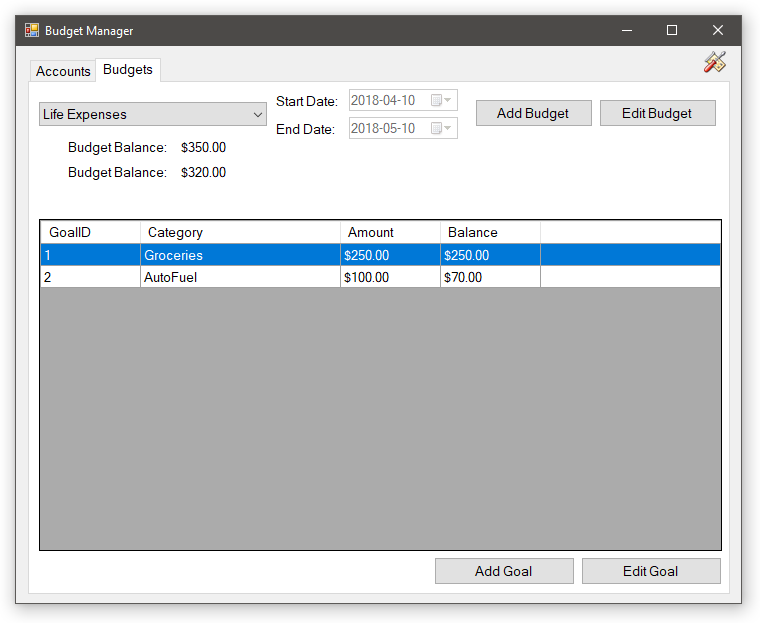 Budget Manager
Accounts Budgets
Life Expenses
Start Date: 2018-04-10
End Date: 2018-05-10
Add Budget Edit Budget
Budget Balance: $350.00
Budget Balance: $320.00
GoalID Category Amount Balance
1 Groceries $250.00 $250.00
2 AutoFuel $100.00 $70.00
Add Goal Edit Goal